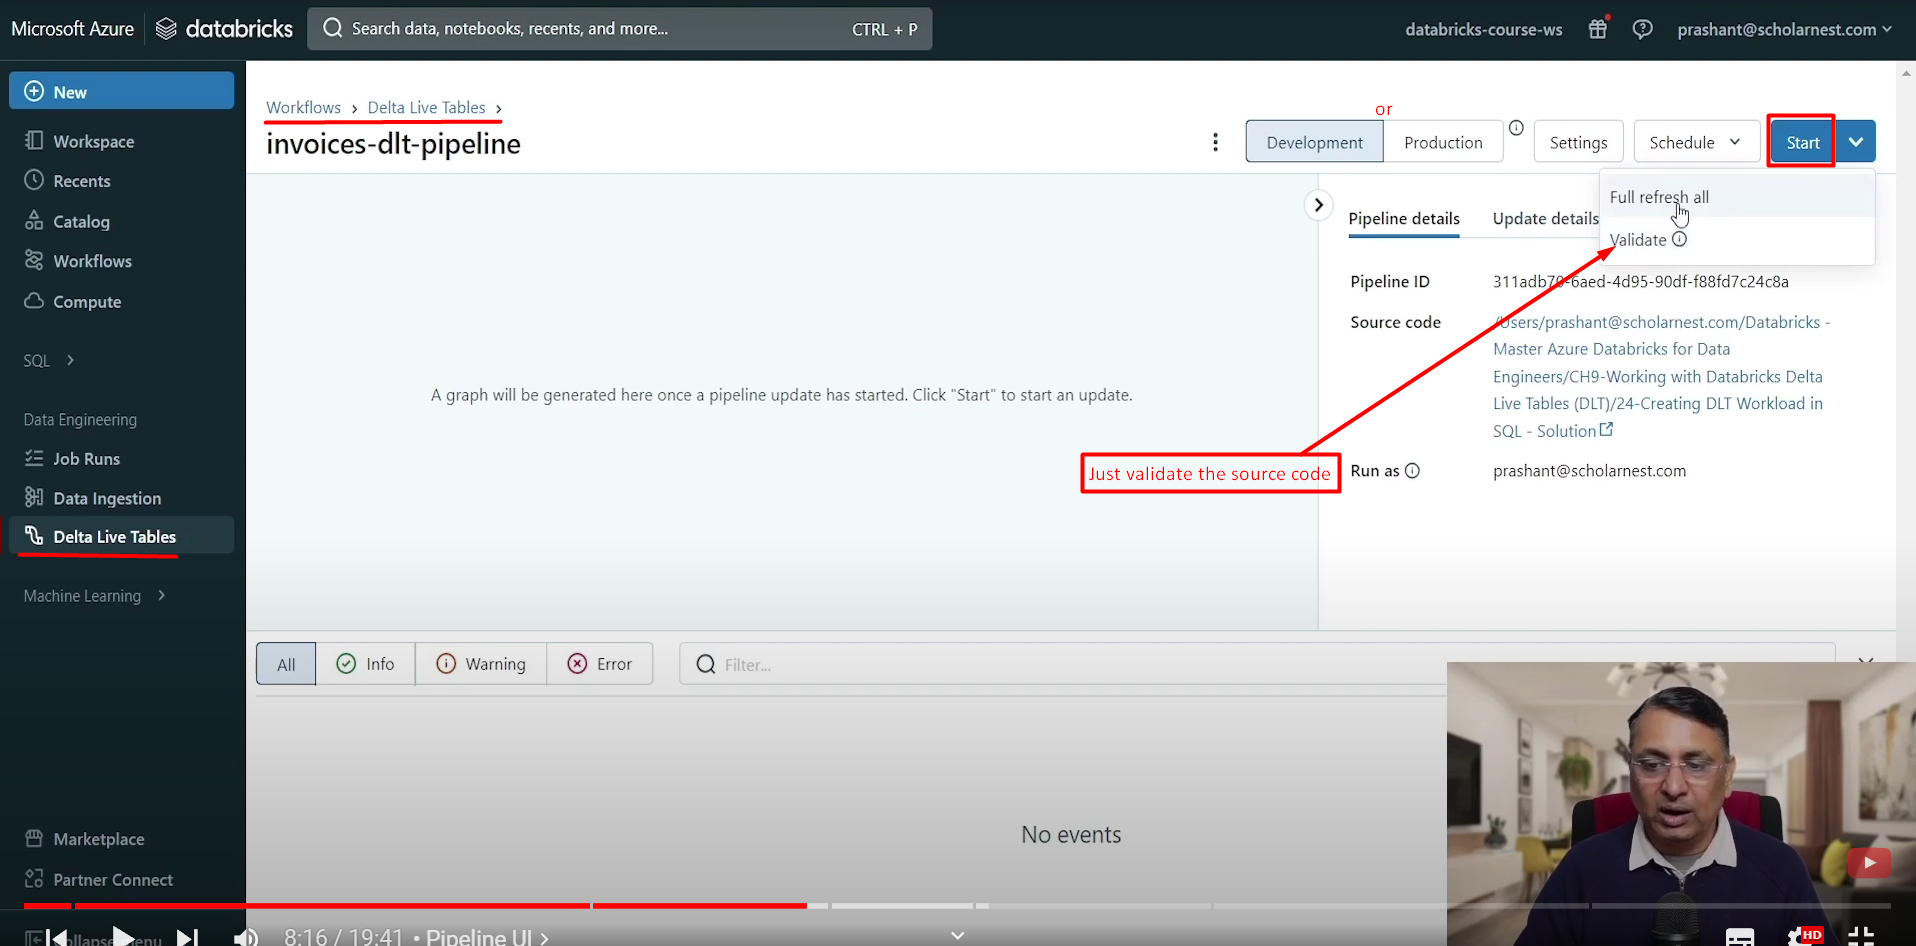 Microsoft Azure
databricks
Search data, notebooks, recents, and more...
CTRL + P
databricks-course-ws
prashant@scholarnest.com
New
Workspace
Recents
Catalog
Workflows
Compute
SQL
Data Engineering
Job Runs
Data Ingestion
Delta Live Tables
Machine Learning
Marketplace
Partner Connect
Workflows > Delta Live Tables >
invoices-dlt-pipeline
or
Development
Production
Settings
Schedule
Start
Full refresh all
Validate
Pipeline details
Update details
Pipeline ID
311adb70-6aed-4d95-90df-f88fd7c24c8a
Source code
/Users/prashant@scholarnest.com/Databricks -
Master Azure Databricks for Data
Engineers/CH9-Working with Databricks Delta
Live Tables (DLT)/24-Creating DLT Workload in
SQL - Solution
Run as
prashant@scholarnest.com
A graph will be generated here once a pipeline update has started. Click "Start" to start an update.
Just validate the source code
All
Info
Warning
Error
Filter...
No events
8:16 / 19:41 • Pipeline UI >
HD